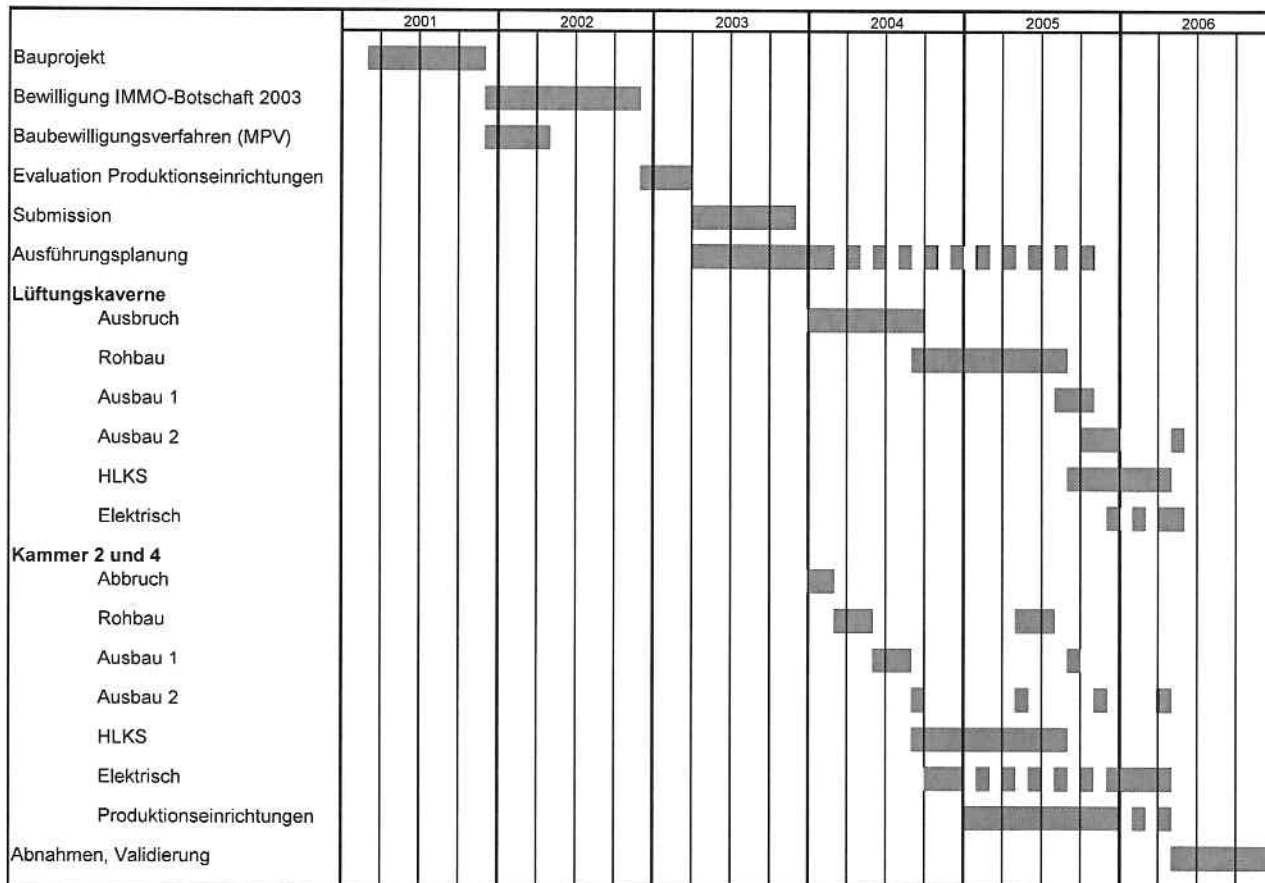 2001 2002 2003 2004 2005 2006
Bauprojekt
Bewilligung IMMO-Botschaft 2003
Baubewilligungsverfahren (MPV)
Evaluation Produktionseinrichtungen
Submission
Ausführungsplanung
Lüftungskaverne
Ausbruch
Rohbau
Ausbau 1
Ausbau 2
HLKS
Elektrisch
Kammer 2 und 4
Abbruch
Rohbau
Ausbau 1
Ausbau 2
HLKS
Elektrisch
Produktionseinrichtungen
Abnahmen, Validierung